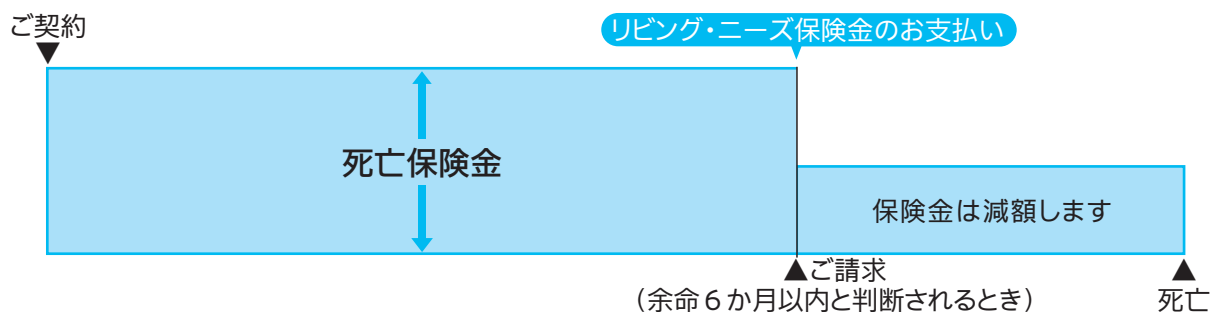 ご契約
▼
リビング・ニーズ保険金のお支払い
死亡保険金
保険金は減額します
▲ご請求
（余命6か月以内と判断されるとき）
▲
死亡